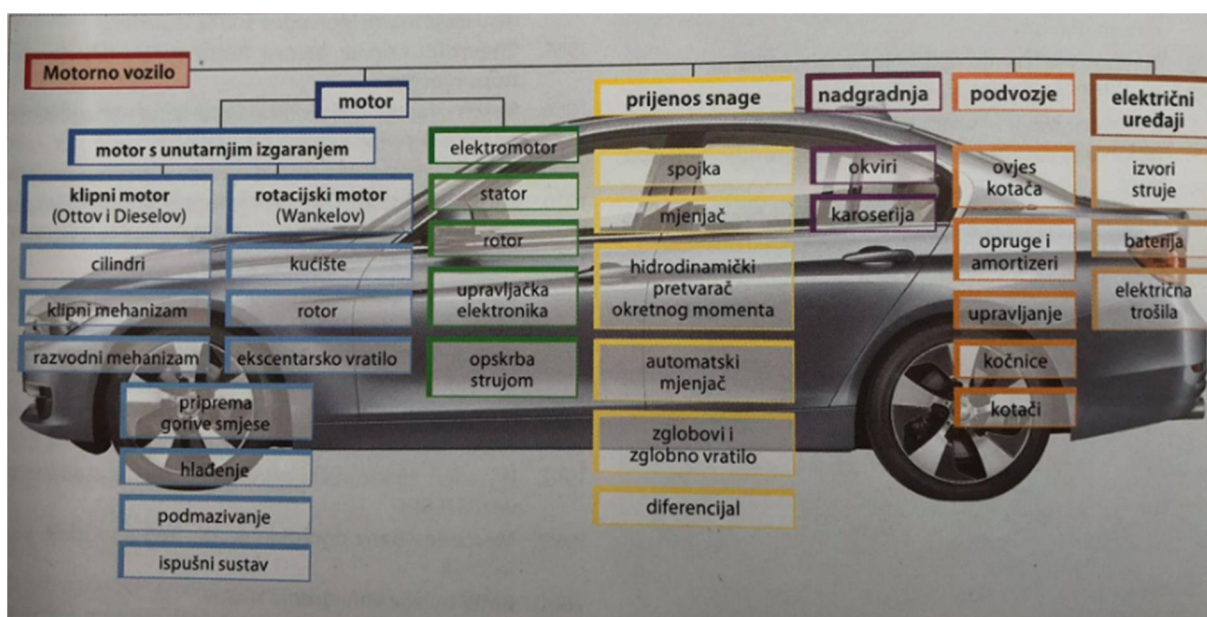 Motorno vozilo
motor
prijenos snage
nadgradnja
podvozje
električni
uređaji
motor s unutarnjim izgaranjem
klipni motor
(Ottov i Dieselov)
cilindri
klipni mehanizam
razvodni mehanizam
rotacijski motor
(Wankelov)
kućište
rotor
ekscentarsko vratilo
priprema
gorive smjese
hlađenje
podmazivanje
ispušni sustav
elektromotor
stator
rotor
upravljačka
elektronika
opskrba
strujom
spojka
mjenjač
hidrodinamički
pretvarač
okretnog momenta
automatski
mjenjač
zglobovi i
zglobno vratilo
diferencijal
okviri
karoserija
ovjes
kotača
opruge i
amortizeri
upravljanje
kočnice
kotači
izvori
struje
baterija
električna
trošila